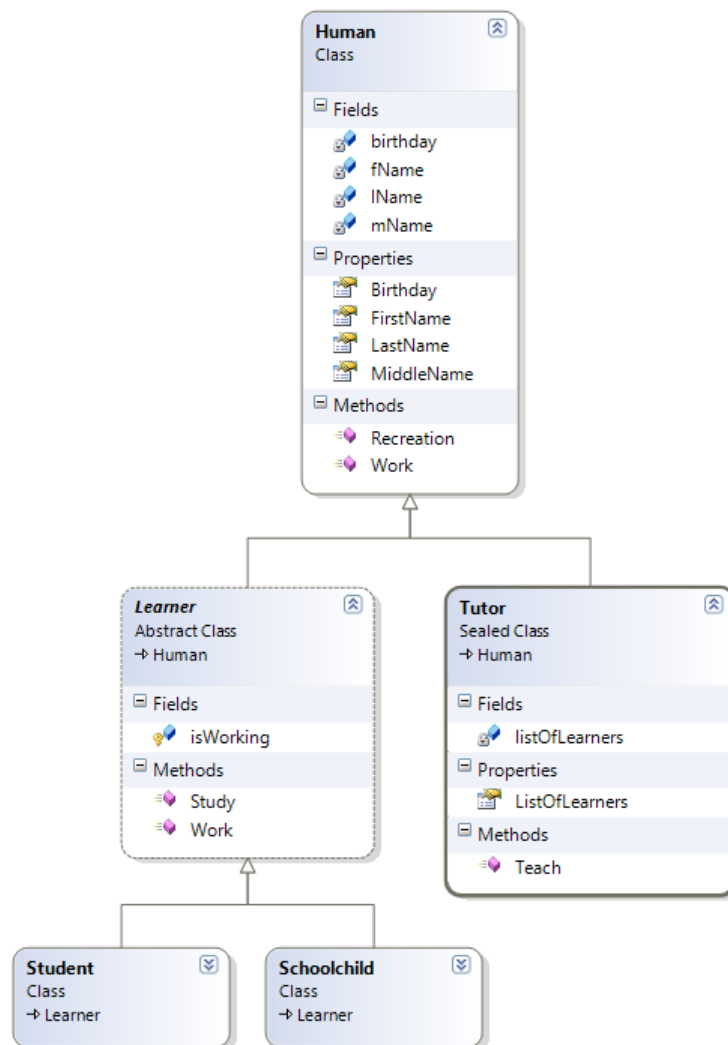 Human
Class
Fields
birthday
fName
lName
mName
Properties
Birthday
FirstName
LastName
MiddleName
Methods
Recreation
Work
Learner
Abstract Class
Human
Fields
isWorking
Methods
Study
Work
Tutor
Sealed Class
Human
Fields
listOfLearners
Properties
ListOfLearners
Methods
Teach
Student
Class
Learner
Schoolchild
Class
Learner